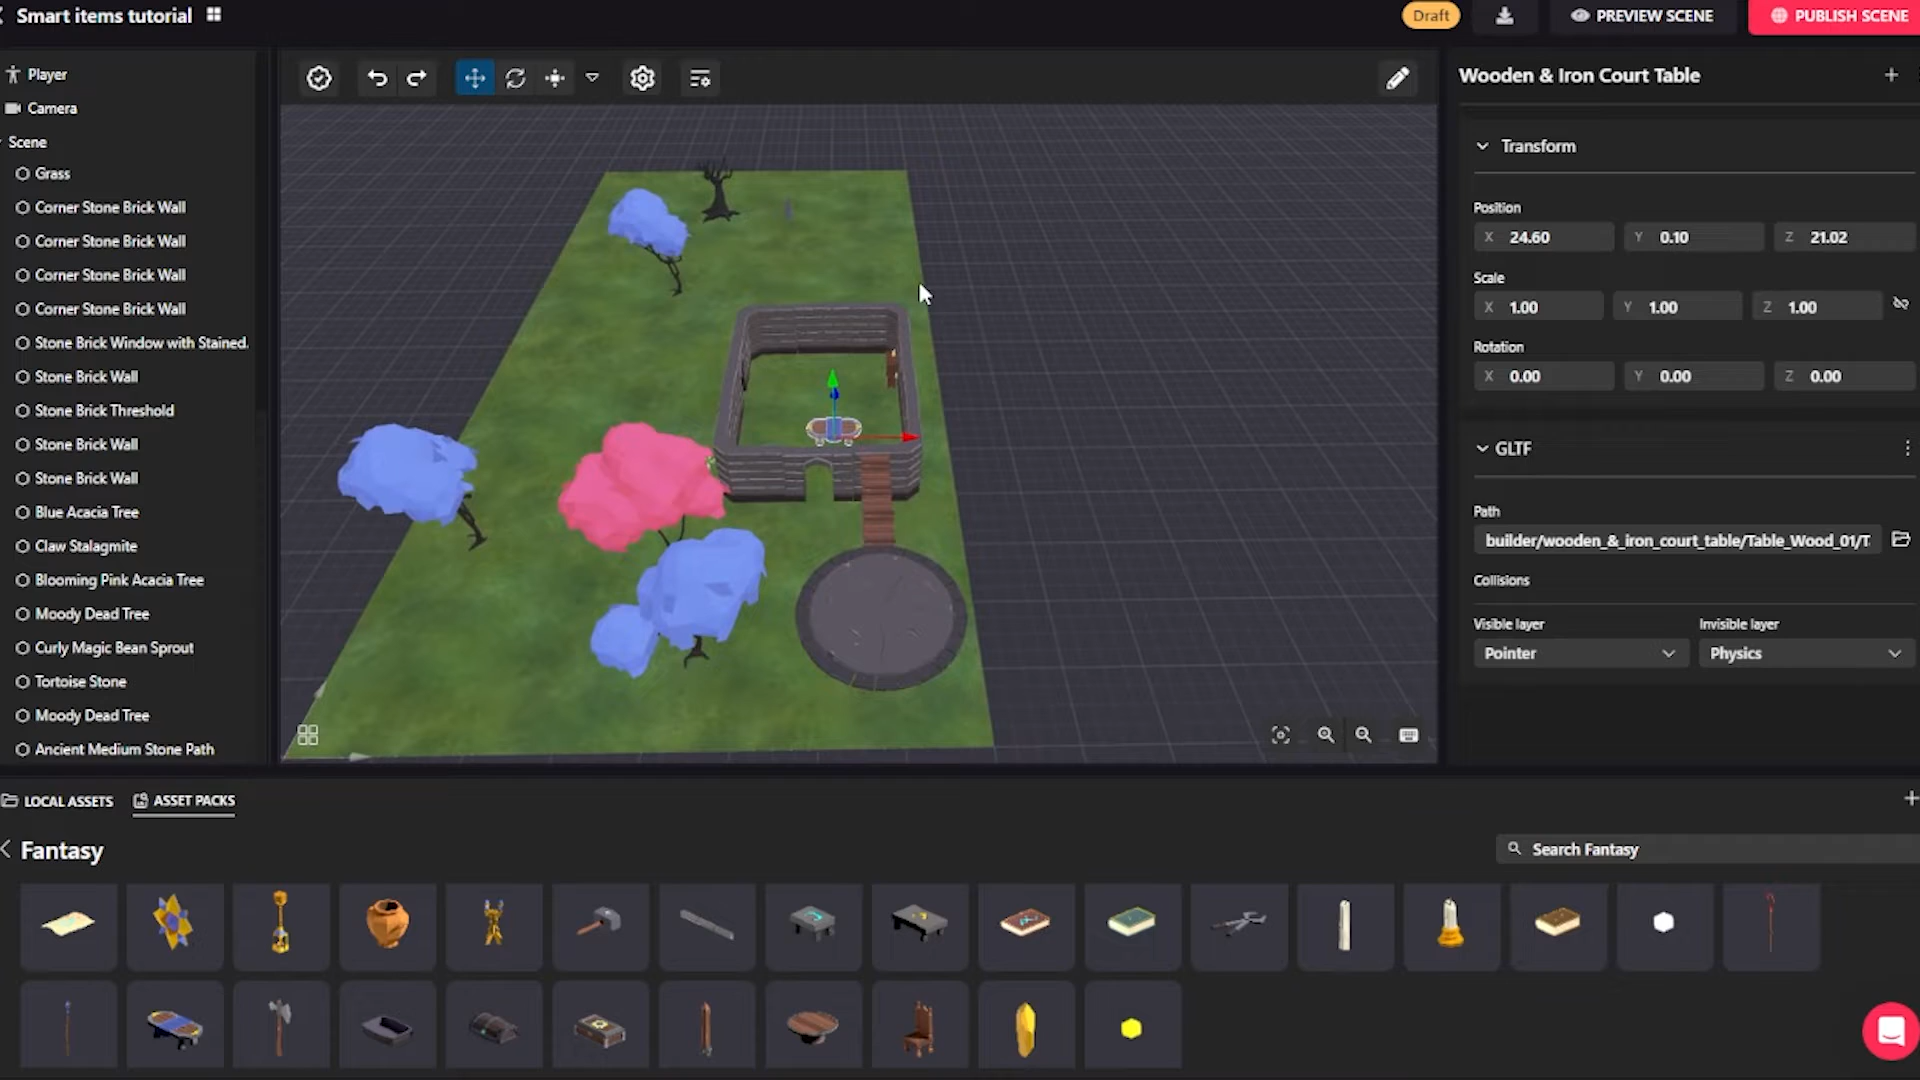 Smart items tutorial
Draft
PREVIEW SCENE
PUBLISH SCENE
Player
Camera
Scene
Grass
Corner Stone Brick Wall
Corner Stone Brick Wall
Corner Stone Brick Wall
Corner Stone Brick Wall
Stone Brick Window with Stained.
Stone Brick Wall
Stone Brick Threshold
Stone Brick Wall
Stone Brick Wall
Blue Acacia Tree
Claw Stalagmite
Blooming Pink Acacia Tree
Moody Dead Tree
Curly Magic Bean Sprout
Tortoise Stone
Moody Dead Tree
Ancient Medium Stone Path
Wooden & Iron Court Table
Transform
Position
X 24.60 Y 0.10 Z 21.02
Scale
X 1.00 Y 1.00 Z 1.00
Rotation
X 0.00 Y 0.00 Z 0.00
GLTF
Path
builder/wooden_&_iron_court_table/Table_Wood_01/T
Collisions
Visible layer Invisible layer
Pointer Physics
LOCAL ASSETS ASSET PACKS
Fantasy
Search Fantasy